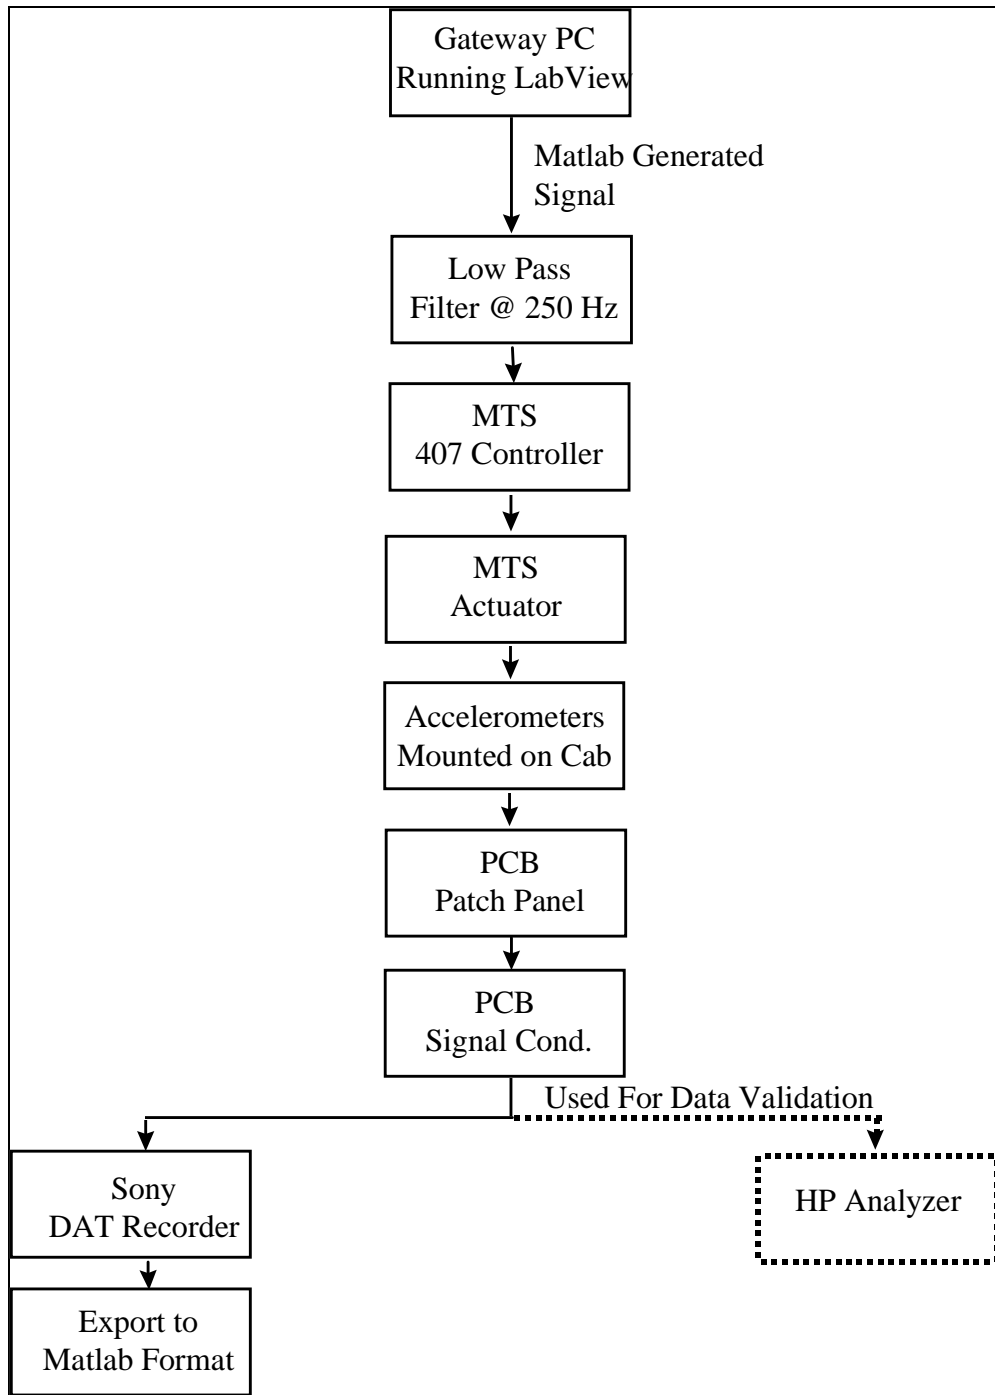 Gateway PC
Running LabView
Matlab Generated
Signal
Low Pass
Filter @ 250 Hz
MTS
407 Controller
MTS
Actuator
Accelerometers
Mounted on Cab
PCB
Patch Panel
PCB
Signal Cond.
Used For Data Validation
Sony
DAT Recorder
HP Analyzer
Export to
Matlab Format